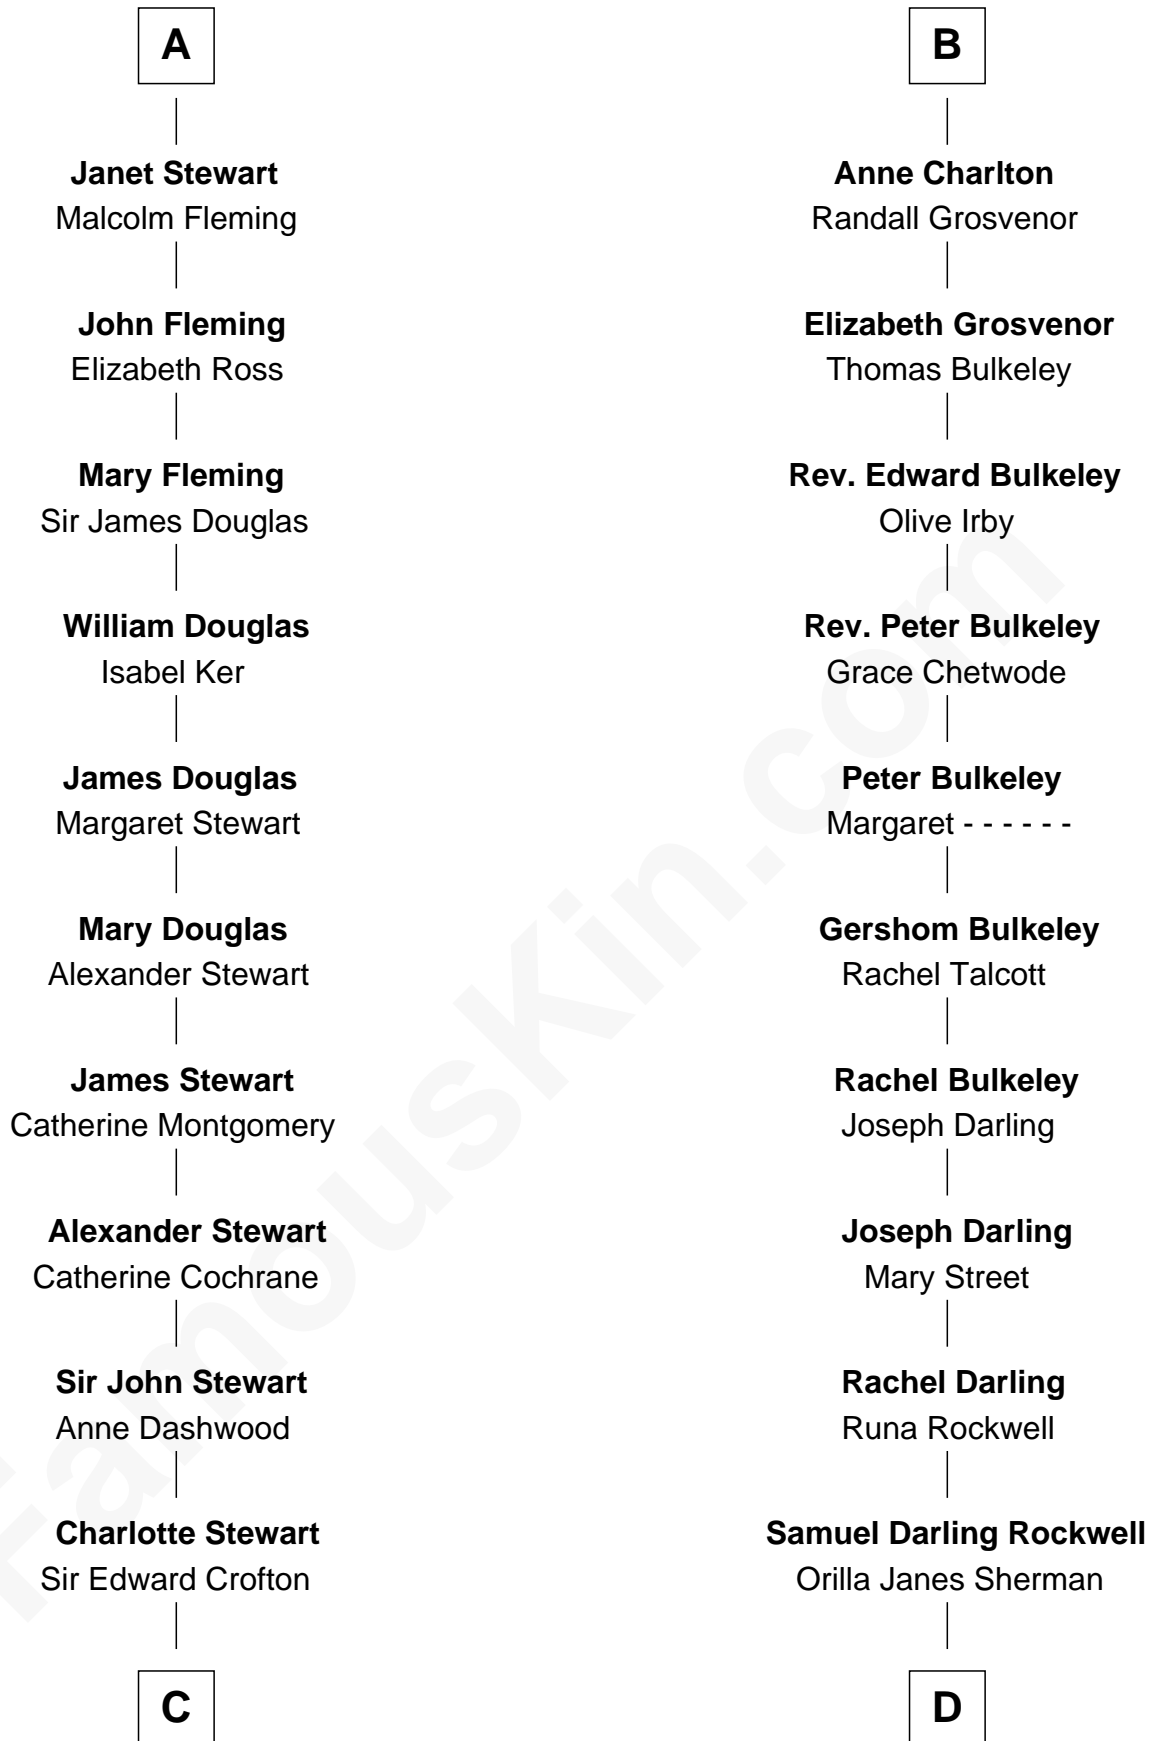 A
Janet Stewart
Malcolm Fleming
John Fleming
Elizabeth Ross
Mary Fleming
Sir James Douglas
William Douglas
Isabel Ker
James Douglas
Margaret Stewart
Mary Douglas
Alexander Stewart
James Stewart
Catherine Montgomery
Alexander Stewart
Catherine Cochrane
Sir John Stewart
Anne Dashwood
Charlotte Stewart
Sir Edward Crofton
C
B
Anne Charlton
Randall Grosvenor
Elizabeth Grosvenor
Thomas Bulkeley
Rev. Edward Bulkeley
Olive Irby
Rev. Peter Bulkeley
Grace Chetwode
Peter Bulkeley
Margaret - - - - - -
Gershom Bulkeley
Rachel Talcott
Rachel Bulkeley
Joseph Darling
Joseph Darling
Mary Street
Rachel Darling
Runa Rockwell
Samuel Darling Rockwell
Orilla Janes Sherman
D
FamousKin.com